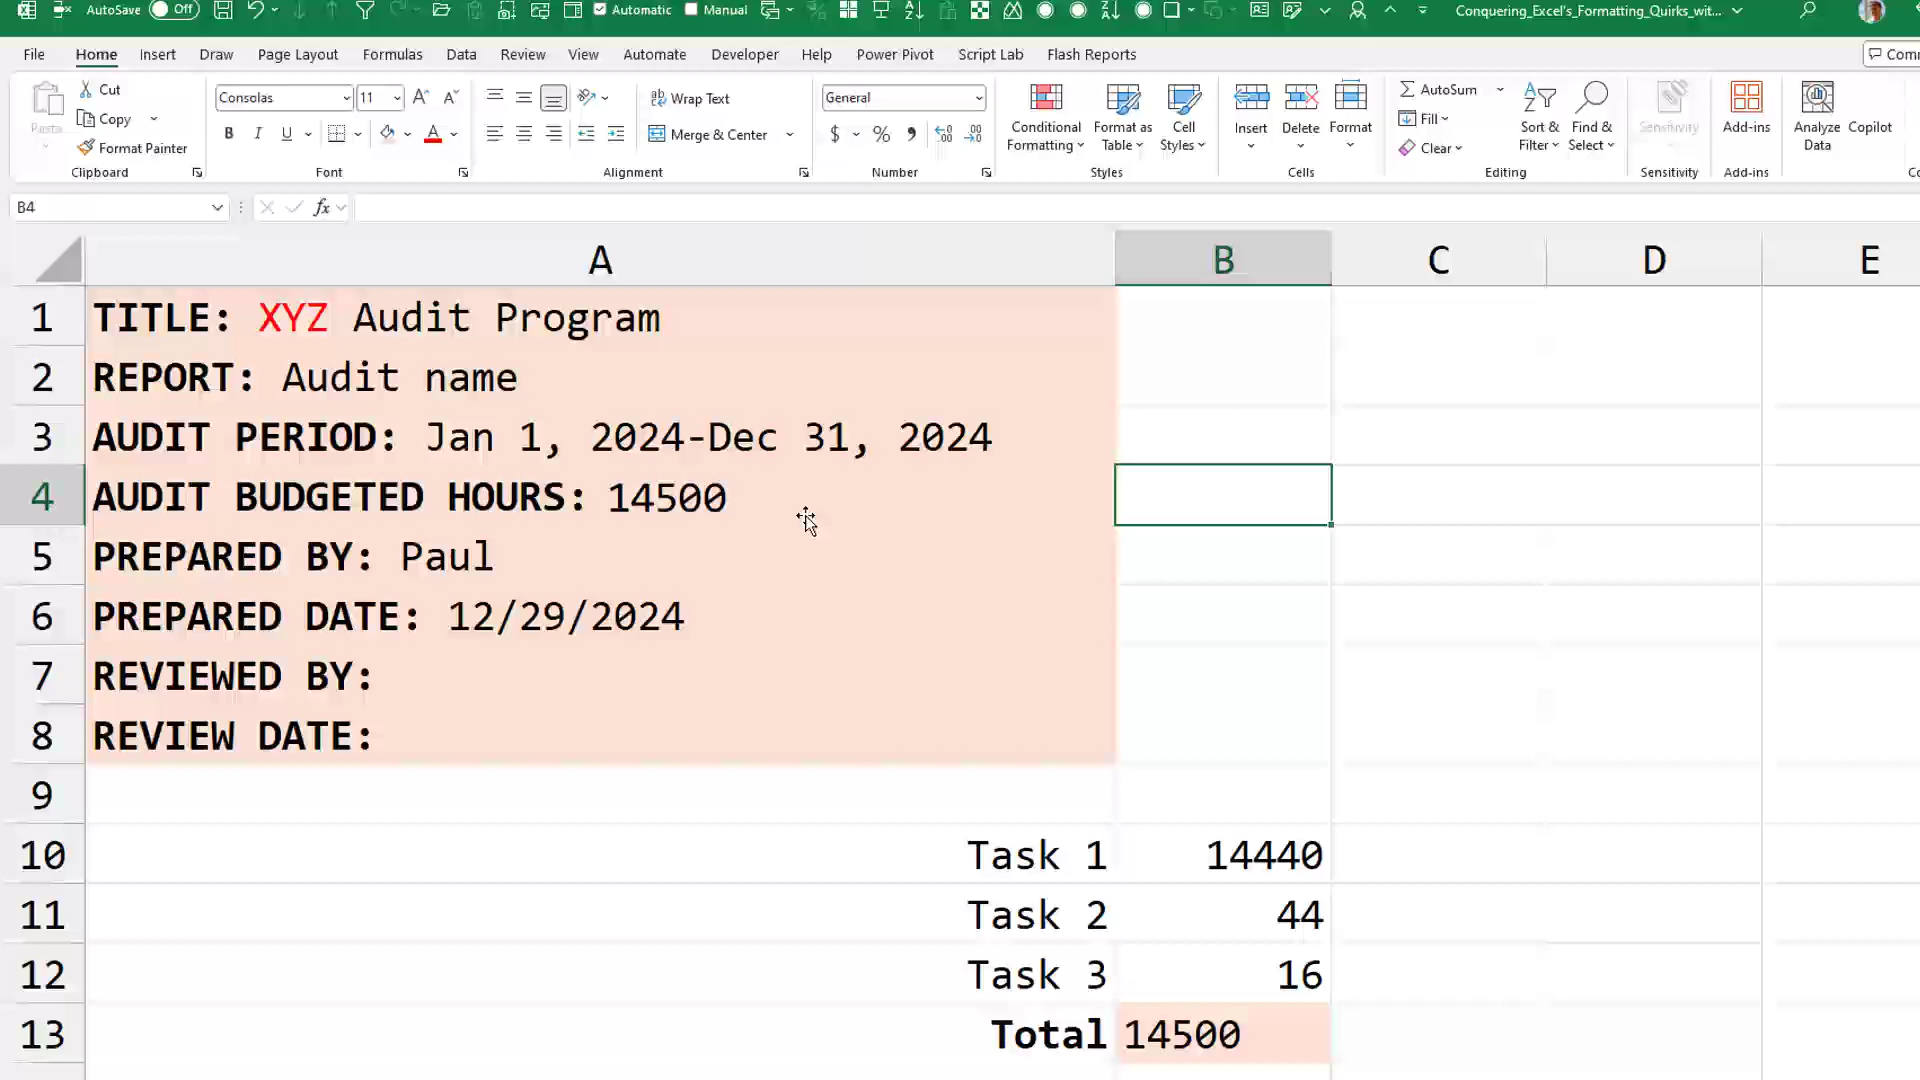 AutoSave Off Automatic Manual Conquering_Excel's_Formatting_Quirks_wit...
File Home Insert Draw Page Layout Formulas Data Review View Automate Developer Help Power Pivot Script Lab Flash Reports Comm
Paste
Cut
Copy
Format Painter
Clipboard
Consolas 11
B I U
Font
Wrap Text
Merge & Center
Alignment
General
$ % ,
Number
Conditional Formatting
Format as Table
Cell Styles
Styles
Insert Delete Format
Cells
AutoSum
Fill
Clear
Sort & Filter
Find & Select
Editing
Sensitivity
Sensitivity
Add-ins
Add-ins
Analyze Data
Copilot
B4 fx
A B C D E
1 TITLE: XYZ Audit Program
2 REPORT: Audit name
3 AUDIT PERIOD: Jan 1, 2024-Dec 31, 2024
4 AUDIT BUDGETED HOURS: 14500
5 PREPARED BY: Paul
6 PREPARED DATE: 12/29/2024
7 REVIEWED BY:
8 REVIEW DATE:
9
10 Task 1 14440
11 Task 2 44
12 Task 3 16
13 Total 14500